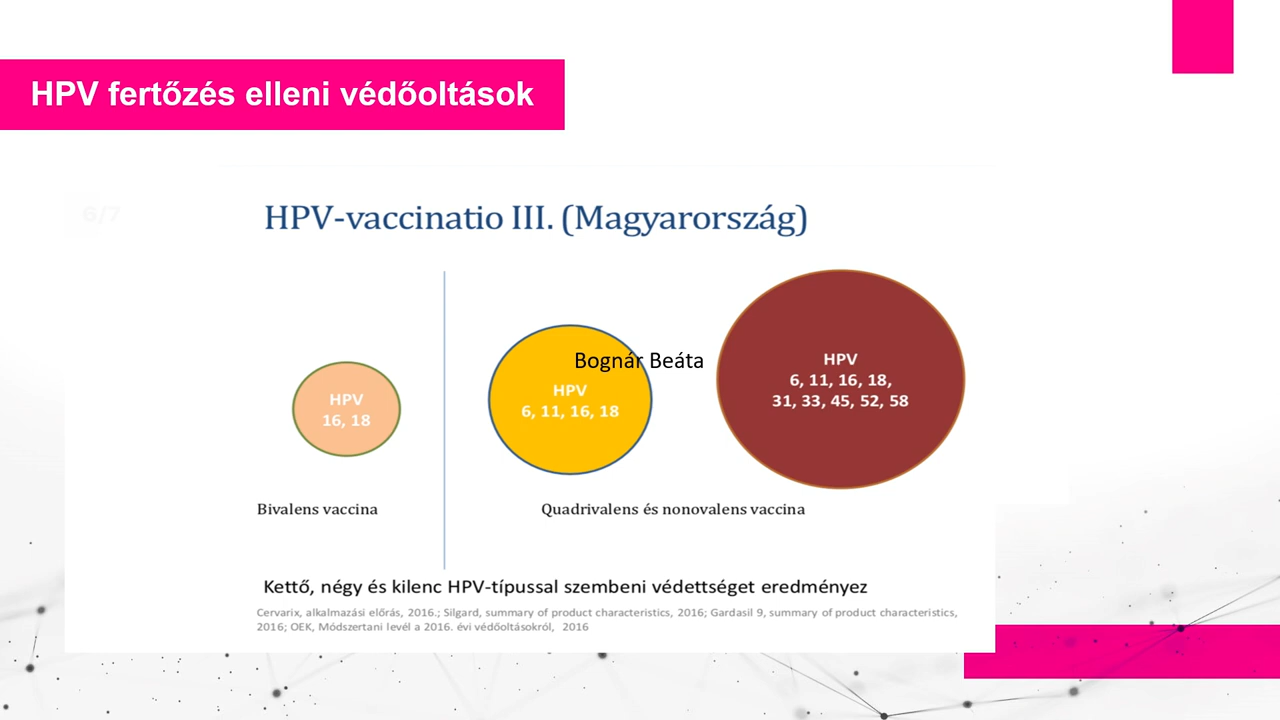 HPV fertőzés elleni védőoltások
6/7
HPV-vaccinatio III. (Magyarország)
HPV
16, 18
HPV
6, 11, 16, 18
Bognár Beáta
HPV
6, 11, 16, 18,
31, 33, 45, 52, 58
Bivalens vaccina
Quadrivalens és nonovalens vaccina
Kettő, négy és kilenc HPV-típussal szembeni védettséget eredményez
Cervarix, alkalmazási előrás, 2016.; Silgard, summary of product characteristics, 2016; Gardasil 9, summary of product characteristics,
2016; OEK, Módszertani levél a 2016. évi védőoltásokról, 2016